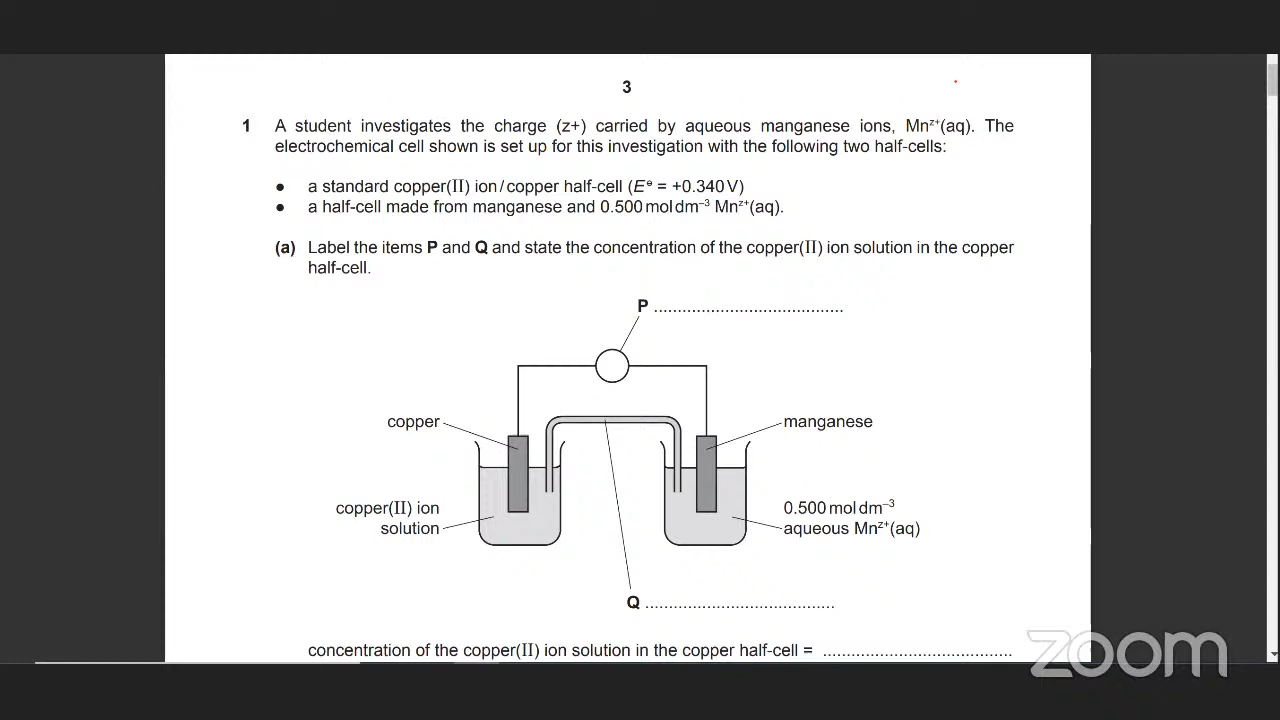 3
1 A student investigates the charge (z+) carried by aqueous manganese ions, Mnᶻ⁺(aq). The
electrochemical cell shown is set up for this investigation with the following two half-cells:
● a standard copper(II) ion/copper half-cell (E⦵ = +0.340 V)
● a half-cell made from manganese and 0.500 mol dm⁻³ Mnᶻ⁺(aq).
(a) Label the items P and Q and state the concentration of the copper(II) ion solution in the copper
half-cell.
P ........................................
copper
manganese
copper(II) ion
solution
0.500 mol dm⁻³
aqueous Mnᶻ⁺(aq)
Q ........................................
concentration of the copper(II) ion solution in the copper half-cell = ........................................
zoom